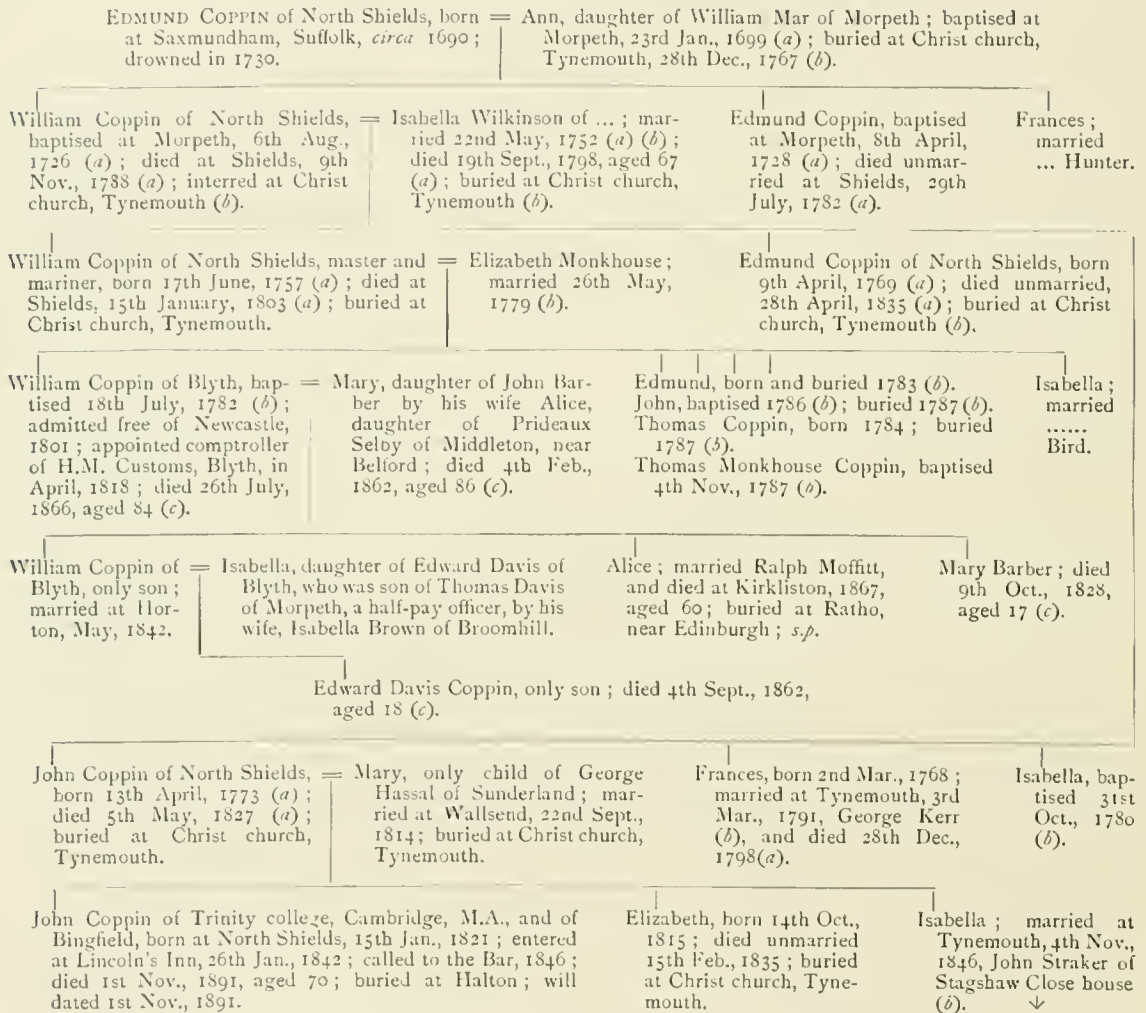 EDMUND COPPIN of North Shields, born
at Saxmundham, Suffolk, circa 1690;
drowned in 1730.
=
Ann, daughter of William Mar of Morpeth; baptised at
Morpeth, 23rd Jan., 1699 (a); buried at Christ church,
Tynemouth, 28th Dec., 1767 (b).
William Coppin of North Shields,
baptised at Morpeth, 6th Aug.,
1726 (a); died at Shields, 9th
Nov., 1788 (a); interred at Christ
church, Tynemouth (b).
=
Isabella Wilkinson of ...; mar-
ried 22nd May, 1752 (a) (b);
died 19th Sept., 1798, aged 67
(a); buried at Christ church,
Tynemouth (b).
Edmund Coppin, baptised
at Morpeth, 8th April,
1728 (a); died unmar-
ried at Shields, 29th
July, 1782 (a).
Frances;
married
... Hunter.
William Coppin of North Shields, master and
mariner, born 17th June, 1757 (a); died at
Shields, 15th January, 1803 (a); buried at
Christ church, Tynemouth.
=
Elizabeth Monkhouse;
married 26th May,
1779 (b).
Edmund Coppin of North Shields, born
9th April, 1769 (a); died unmarried,
28th April, 1835 (a); buried at Christ
church, Tynemouth (b).
William Coppin of Blyth, bap-
tised 18th July, 1782 (b);
admitted free of Newcastle,
1801; appointed comptroller
of H.M. Customs, Blyth, in
April, 1818; died 26th July,
1866, aged 84 (c).
=
Mary, daughter of John Bar-
ber by his wife Alice,
daughter of Prideaux
Selby of Middleton, near
Belford; died 4th Feb.,
1862, aged 86 (c).
Edmund, born and buried 1783 (b).
John, baptised 1786 (b); buried 1787 (b).
Thomas Coppin, born 1784; buried
1787 (b).
Thomas Monkhouse Coppin, baptised
4th Nov., 1787 (b).
Isabella;
married
......
Bird.
William Coppin of
Blyth, only son;
married at Hor-
ton, May, 1842.
=
Isabella, daughter of Edward Davis of
Blyth, who was son of Thomas Davis
of Morpeth, a half-pay officer, by his
wife, Isabella Brown of Broomhill.
Alice; married Ralph Moffitt,
and died at Kirkliston, 1867,
aged 60; buried at Ratho,
near Edinburgh; s.p.
Mary Barber; died
9th Oct., 1828,
aged 17 (c).
Edward Davis Coppin, only son; died 4th Sept., 1862,
aged 18 (c).
John Coppin of North Shields,
born 13th April, 1773 (a);
died 5th May, 1827 (a);
buried at Christ church,
Tynemouth.
=
Mary, only child of George
Hassal of Sunderland; mar-
ried at Wallsend, 22nd Sept.,
1814; buried at Christ church,
Tynemouth.
Frances, born 2nd Mar., 1768;
married at Tynemouth, 3rd
Mar., 1791, George Kerr
(b), and died 28th Dec.,
1798(a).
Isabella, bap-
tised 31st
Oct., 1780
(b).
John Coppin of Trinity college, Cambridge, M.A., and of
Bingfield, born at North Shields, 15th Jan., 1821; entered
at Lincoln's Inn, 26th Jan., 1842; called to the Bar, 1846;
died 1st Nov., 1891, aged 70; buried at Halton; will
dated 1st Nov., 1891.
Elizabeth, born 14th Oct.,
1815; died unmarried
15th Feb., 1835; buried
at Christ church, Tyne-
mouth.
Isabella; married at
Tynemouth, 4th Nov.,
1846, John Straker of
Stagshaw Close house
(b). ↓